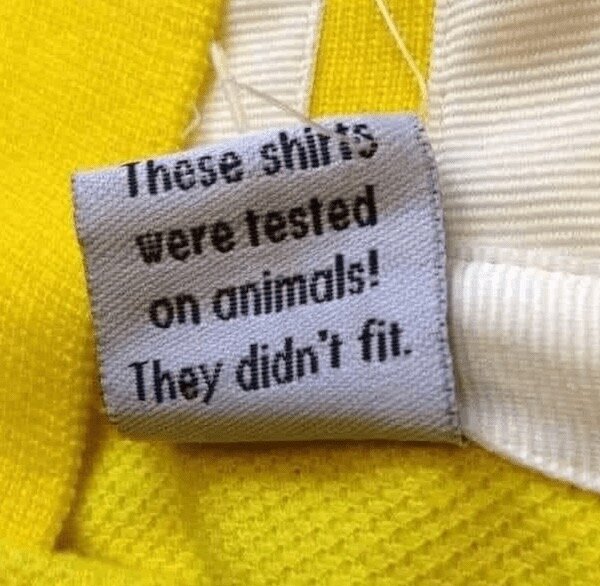 These shirts
were tested
on animals!
They didn't fit.